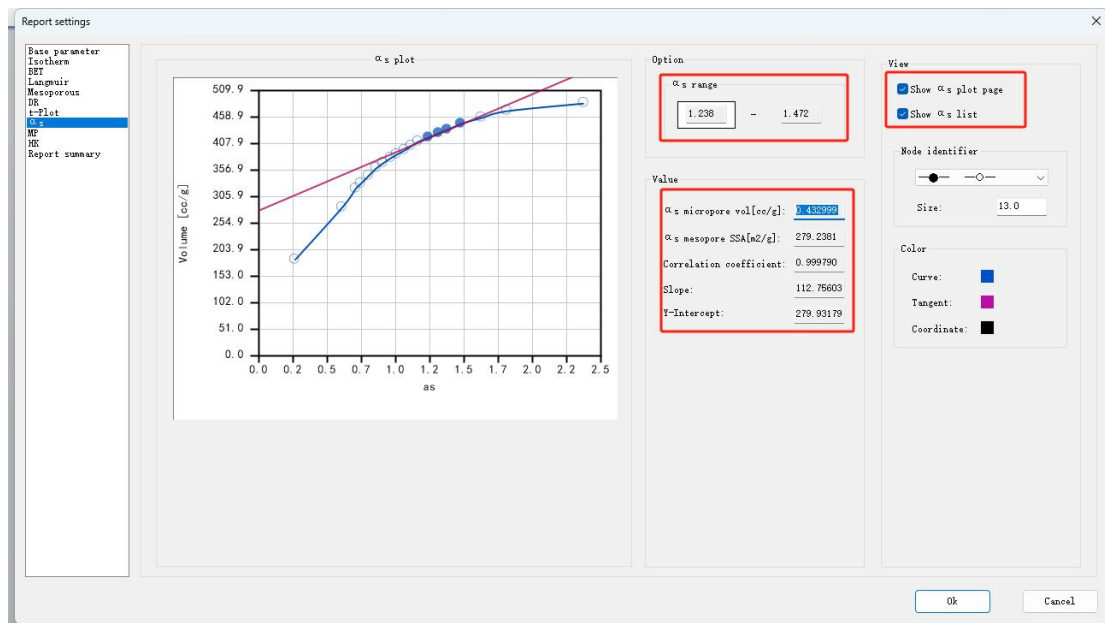 Report settings
Base parameter
Isotherm
BET
Langmuir
Mesoporous
DR
t-Plot
αs
MP
HK
Report summary
αs plot
509.9
458.9
407.9
356.9
305.9
254.9
203.9
153.0
102.0
51.0
0.0
Volume [cc/g]
0.0 0.2 0.5 0.7 1.0 1.2 1.5 1.7 2.0 2.2 2.5
as
Option
αs range
1.238 - 1.472
Value
αs micropore vol[cc/g]: 0.432999
αs mesopore SSA[m2/g]: 279.2381
Correlation coefficient: 0.999790
Slope: 112.75603
Y-Intercept: 279.93179
View
Show αs plot page
Show αs list
Node identifier
Size: 13.0
Color
Curve:
Tangent:
Coordinate:
Ok Cancel